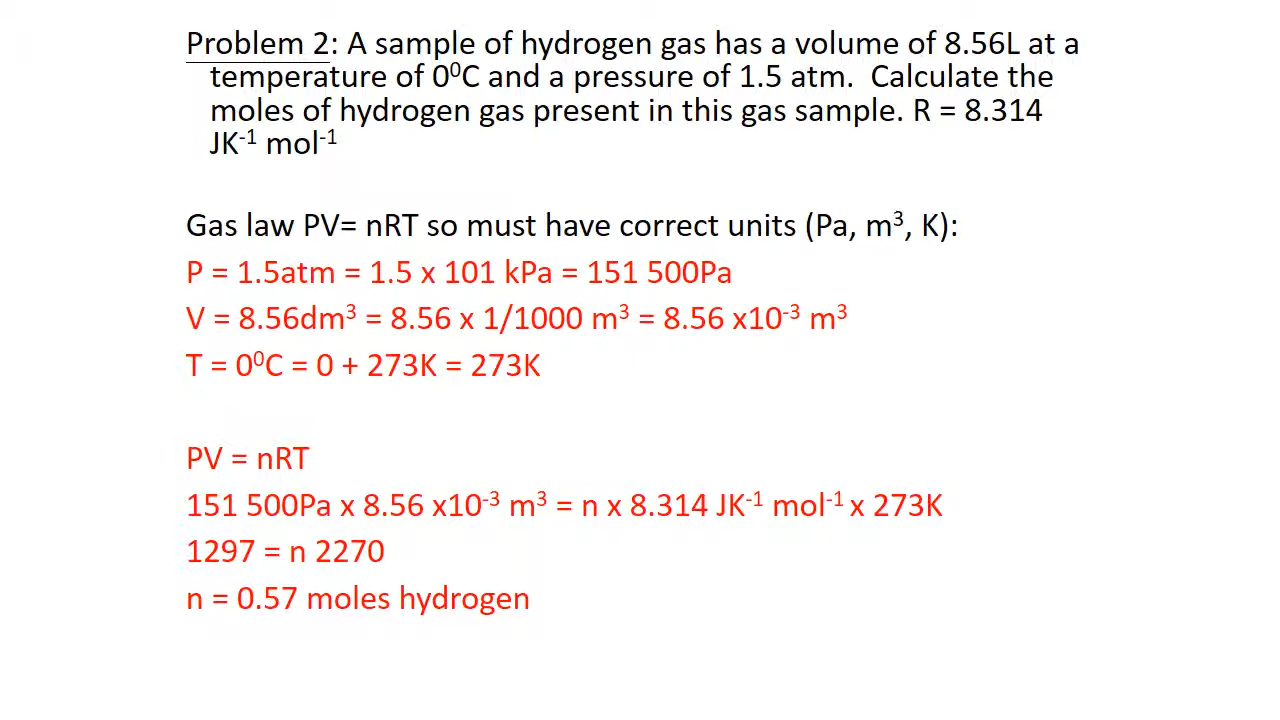 Problem 2: A sample of hydrogen gas has a volume of 8.56L at a
temperature of 0⁰C and a pressure of 1.5 atm.  Calculate the
moles of hydrogen gas present in this gas sample. R = 8.314
JK⁻¹ mol⁻¹
Gas law PV= nRT so must have correct units (Pa, m³, K):
P = 1.5atm = 1.5 x 101 kPa = 151 500Pa
V = 8.56dm³ = 8.56 x 1/1000 m³ = 8.56 x10⁻³ m³
T = 0⁰C = 0 + 273K = 273K
PV = nRT
151 500Pa x 8.56 x10⁻³ m³ = n x 8.314 JK⁻¹ mol⁻¹ x 273K
1297 = n 2270
n = 0.57 moles hydrogen